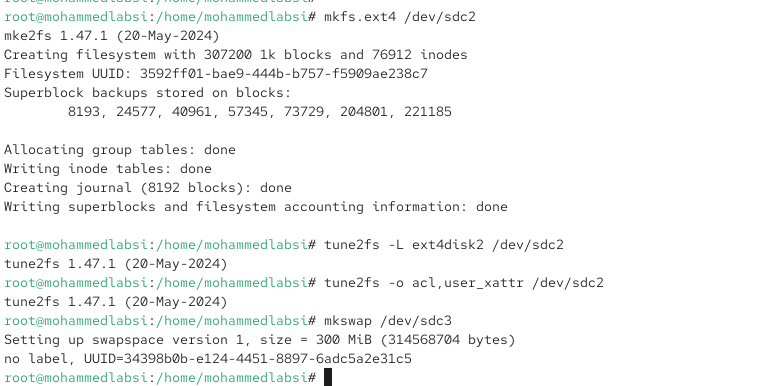 root@mohammedlabsi:/home/mohammedlabsi# mkfs.ext4 /dev/sdc2
mke2fs 1.47.1 (20-May-2024)
Creating filesystem with 307200 1k blocks and 76912 inodes
Filesystem UUID: 3592ff01-bae9-444b-b757-f5909ae238c7
Superblock backups stored on blocks:
        8193, 24577, 40961, 57345, 73729, 204801, 221185

Allocating group tables: done
Writing inode tables: done
Creating journal (8192 blocks): done
Writing superblocks and filesystem accounting information: done

root@mohammedlabsi:/home/mohammedlabsi# tune2fs -L ext4disk2 /dev/sdc2
tune2fs 1.47.1 (20-May-2024)
root@mohammedlabsi:/home/mohammedlabsi# tune2fs -o acl,user_xattr /dev/sdc2
tune2fs 1.47.1 (20-May-2024)
root@mohammedlabsi:/home/mohammedlabsi# mkswap /dev/sdc3
Setting up swapspace version 1, size = 300 MiB (314568704 bytes)
no label, UUID=34398b0b-e124-4451-8897-6adc5a2e31c5
root@mohammedlabsi:/home/mohammedlabsi#